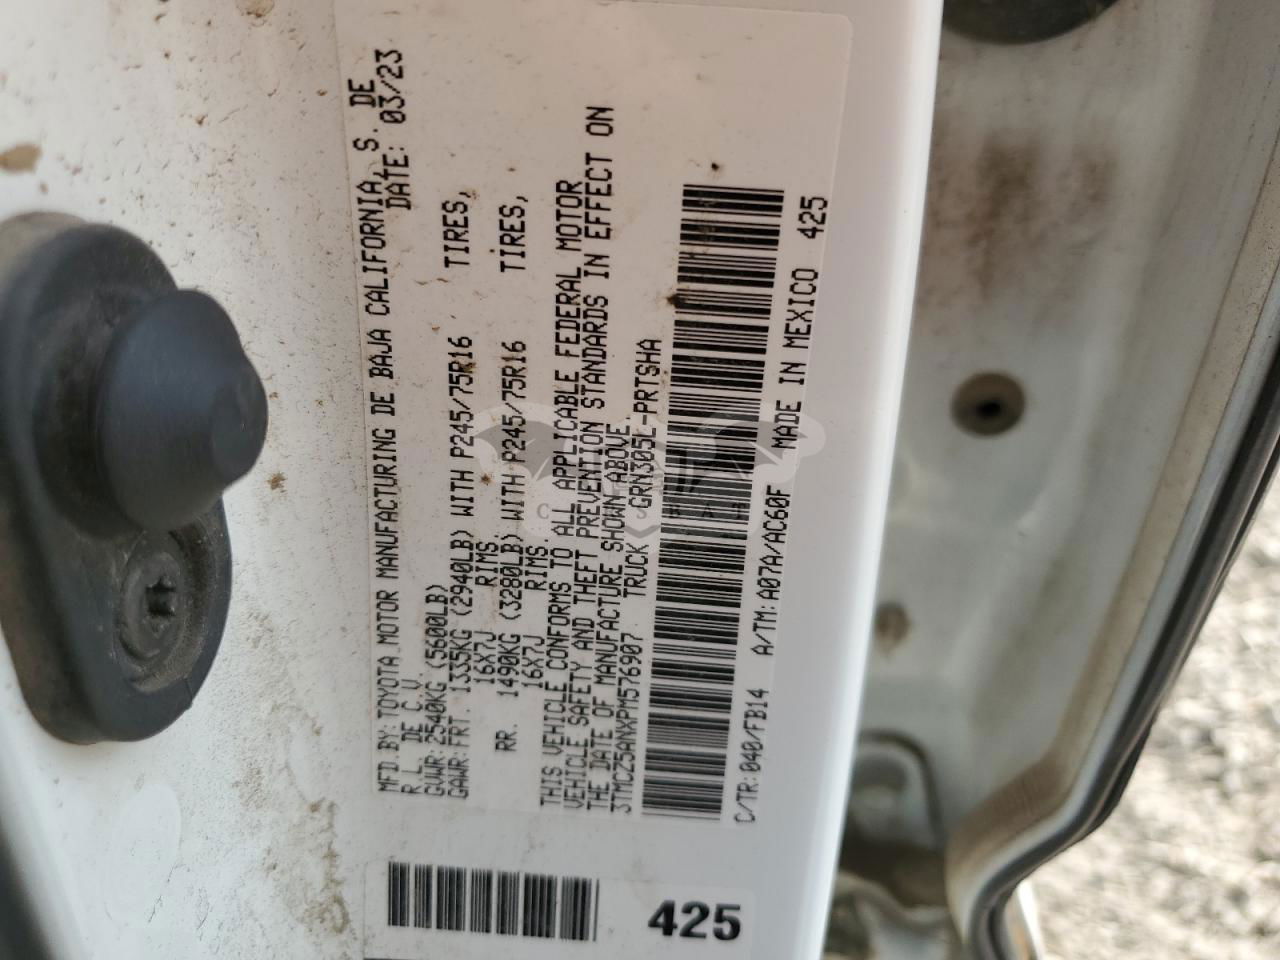 MFD.BY: TOYOTA MOTOR MANUFACTURING DE BAJA CALIFORNIA, S. DE
R.L. DE C.V. DATE: 03/23
GVWR: 2540KG (5600LB)
GAWR: FRT. 1335KG (2940LB) WITH P245/75R16 TIRES,
16X7J RIMS
RR. 1490KG (3280LB) WITH P245/75R16 TIRES,
16X7J RIMS.
THIS VEHICLE CONFORMS TO ALL APPLICABLE FEDERAL MOTOR
VEHICLE SAFETY AND THEFT PREVENTION STANDARDS IN EFFECT ON
THE DATE OF MANUFACTURE SHOWN ABOVE.
3TMCZ5ANXPM576907 TRUCK GRN305L-PRTSHA
C/TR: 040/FB14 A/TM: A07A/AC60F MADE IN MEXICO 425
425